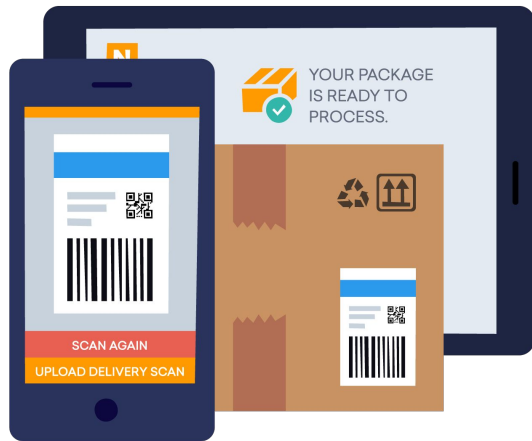 N
YOUR PACKAGE
IS READY TO
PROCESS.
SCAN AGAIN
UPLOAD DELIVERY SCAN